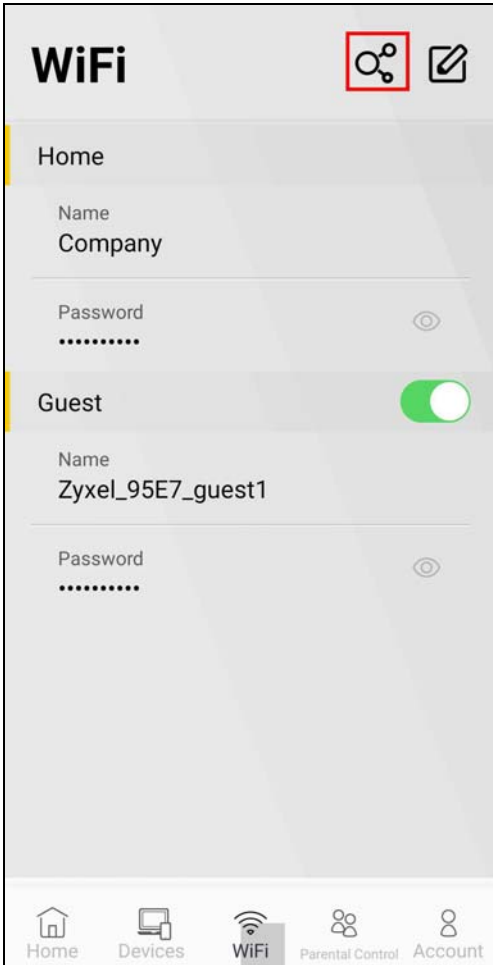 WiFi
Home
Name
Company
Password
••••••••••
Guest
Name
Zyxel_95E7_guest1
Password
••••••••••
Home Devices WiFi Parental Control Account